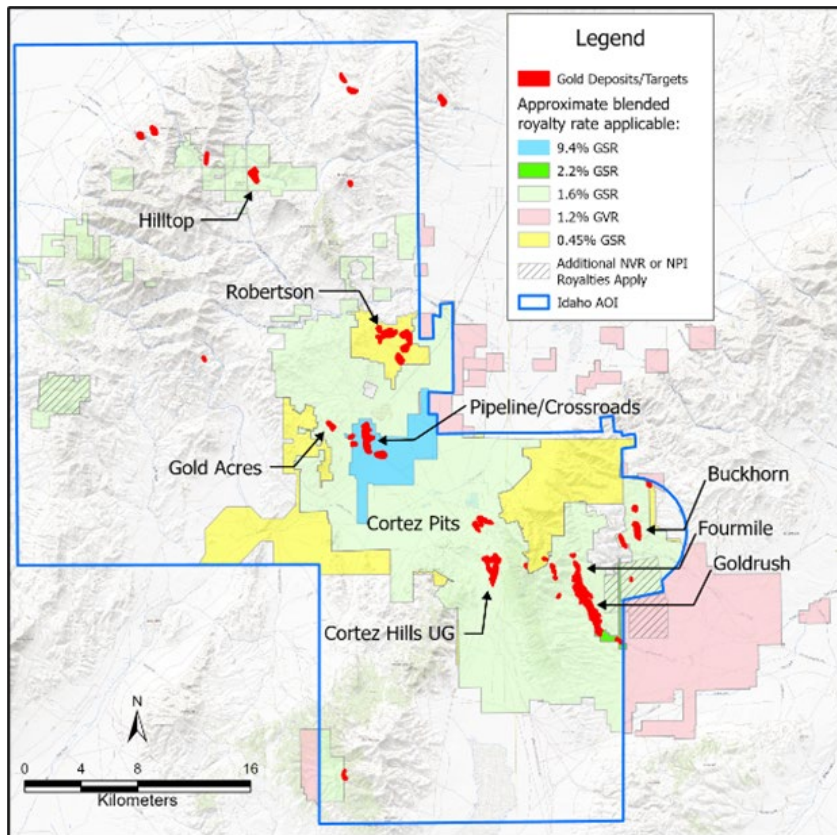 Legend
Gold Deposits/Targets
Approximate blended
royalty rate applicable:
9.4% GSR
2.2% GSR
1.6% GSR
1.2% GVR
0.45% GSR
Additional NVR or NPI
Royalties Apply
Idaho AOI
Hilltop
Robertson
Pipeline/Crossroads
Gold Acres
Buckhorn
Cortez Pits
Fourmile
Goldrush
Cortez Hills UG
N
0 4 8 16
Kilometers